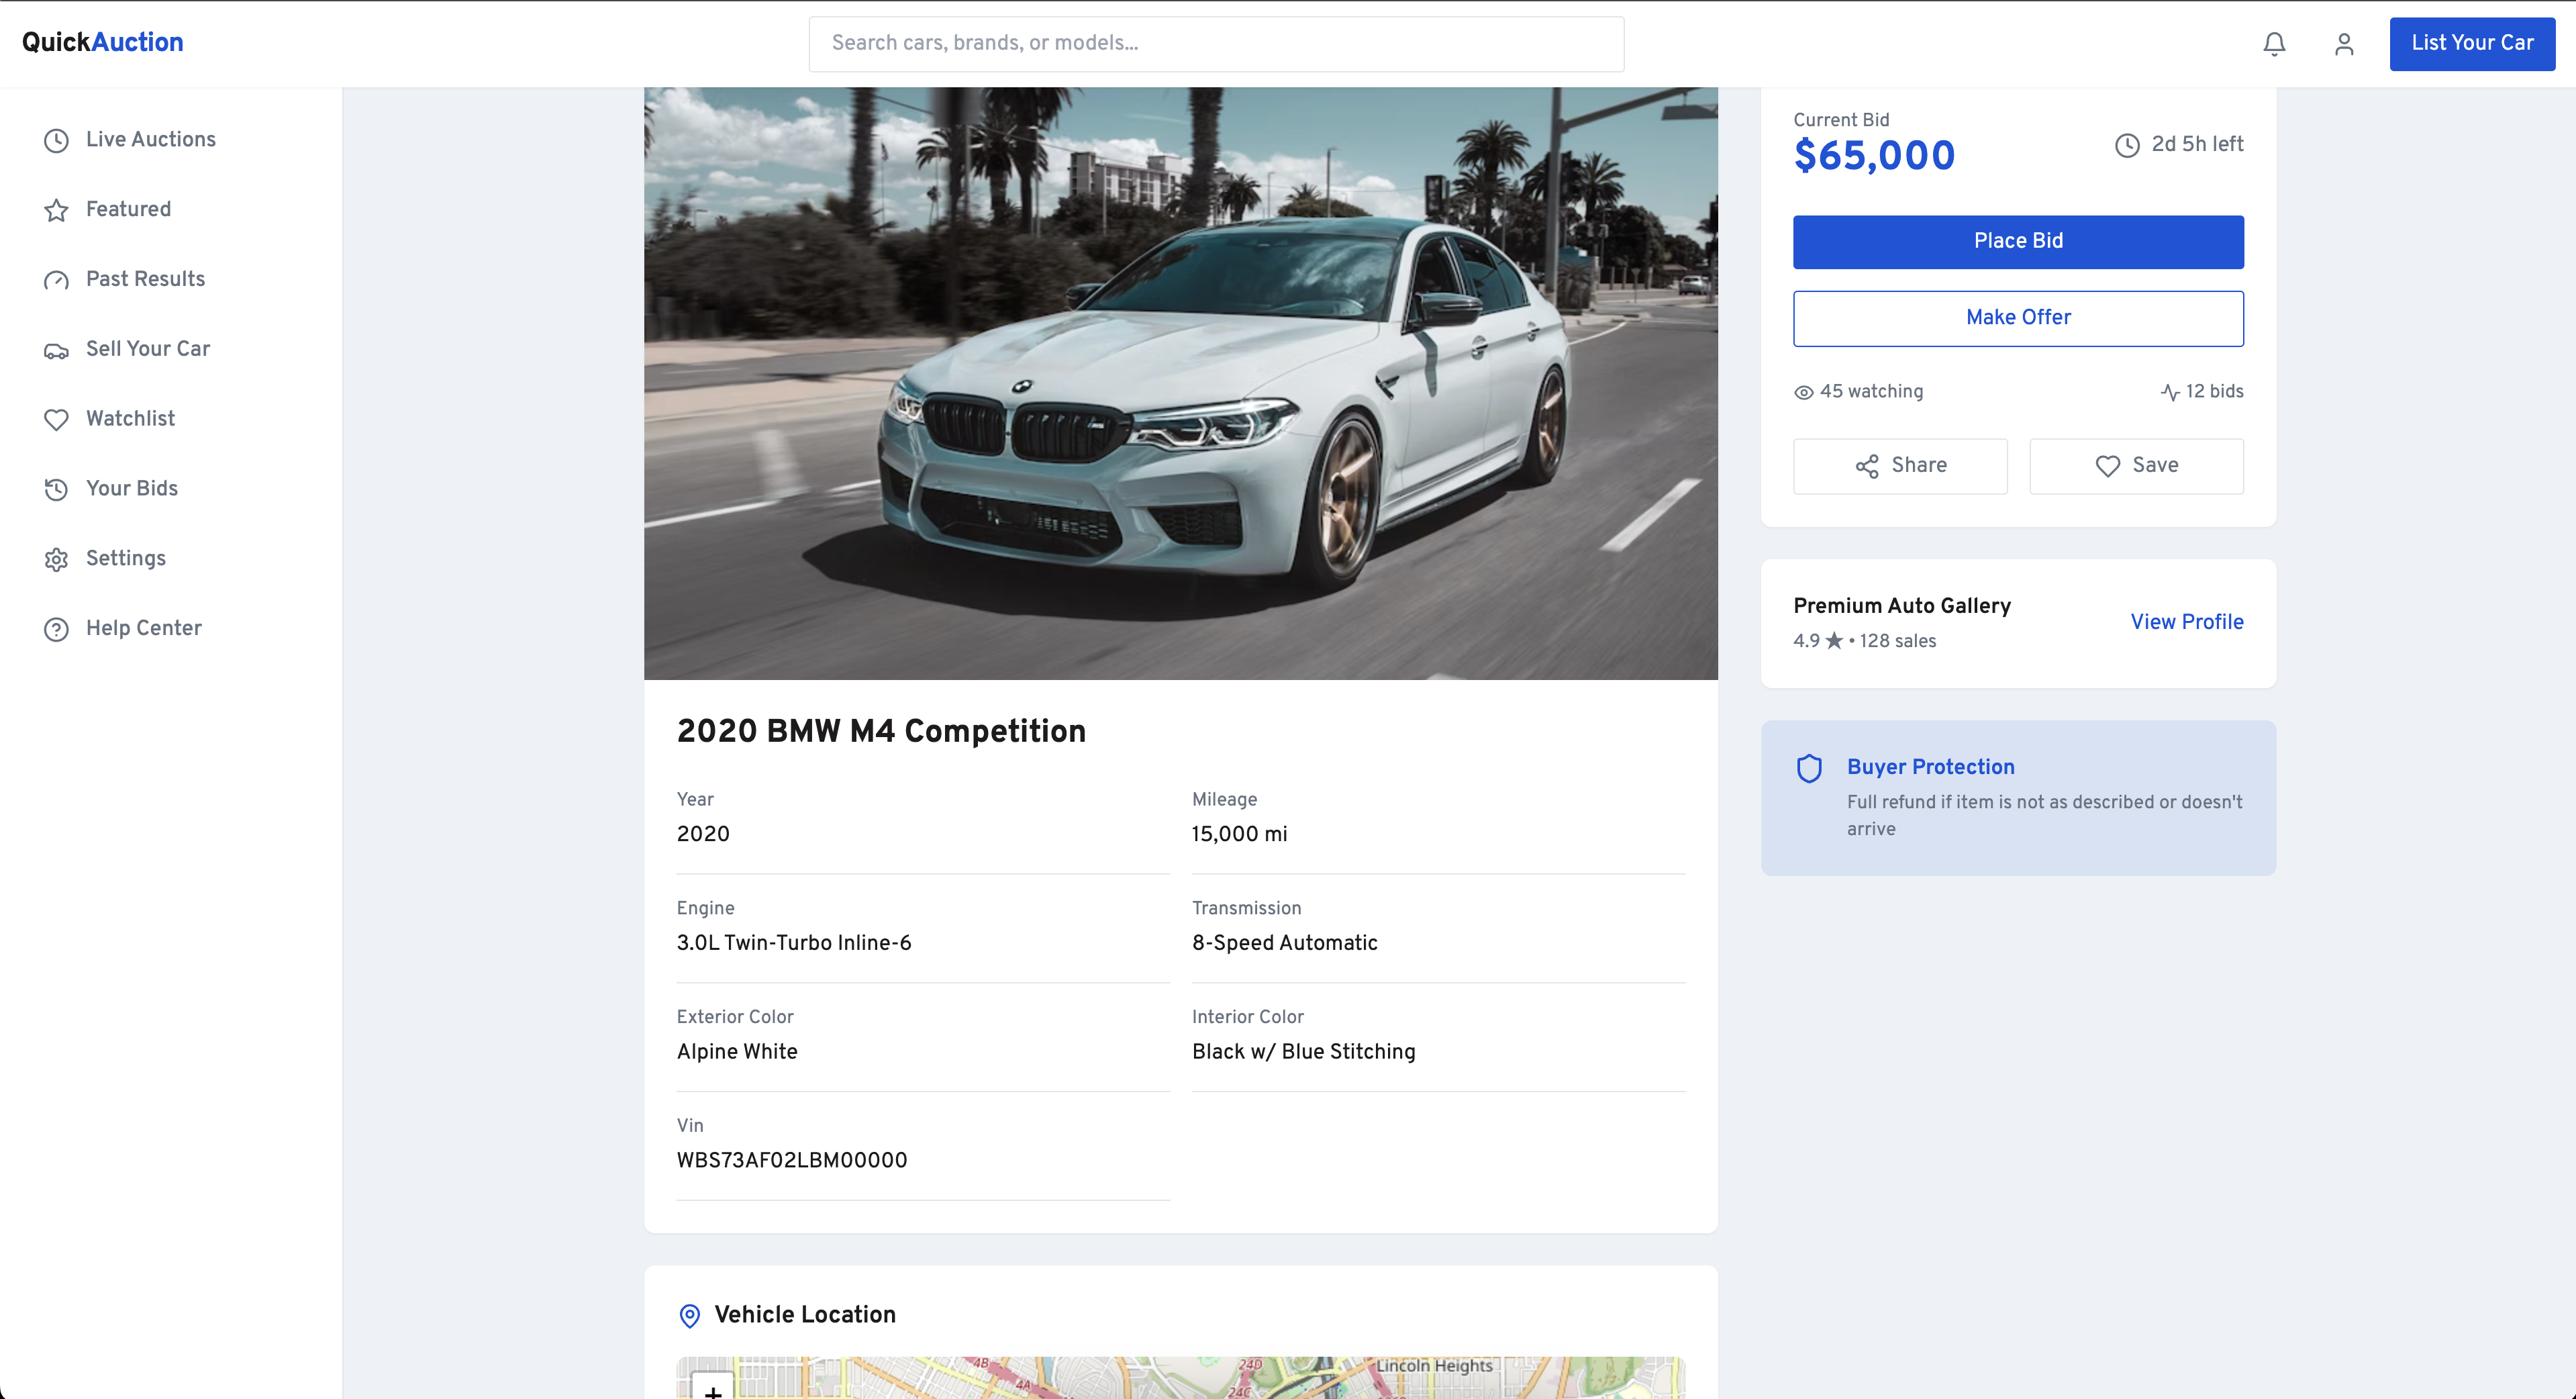 QuickAuction
Search cars, brands, or models...
List Your Car
Live Auctions
Featured
Past Results
Sell Your Car
Watchlist
Your Bids
Settings
Help Center
Current Bid
$65,000
2d 5h left
Place Bid
Make Offer
45 watching
12 bids
Share
Save
Premium Auto Gallery
4.9 ★ • 128 sales
View Profile
Buyer Protection
Full refund if item is not as described or doesn't
arrive
2020 BMW M4 Competition
Year
2020
Mileage
15,000 mi
Engine
3.0L Twin-Turbo Inline-6
Transmission
8-Speed Automatic
Exterior Color
Alpine White
Interior Color
Black w/ Blue Stitching
Vin
WBS73AF02LBM00000
Vehicle Location
+
4B
4A
24D
24C
Lincoln Heights